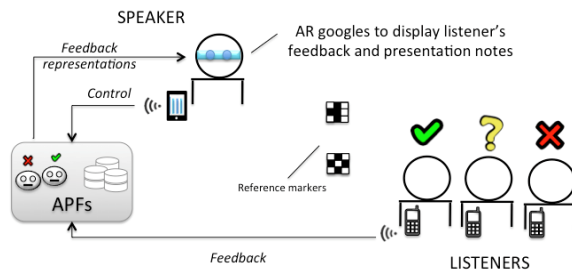 SPEAKER
AR googles to display listener's
feedback and presentation notes
Feedback
representations
Control
Reference markers
APFs
Feedback
LISTENERS